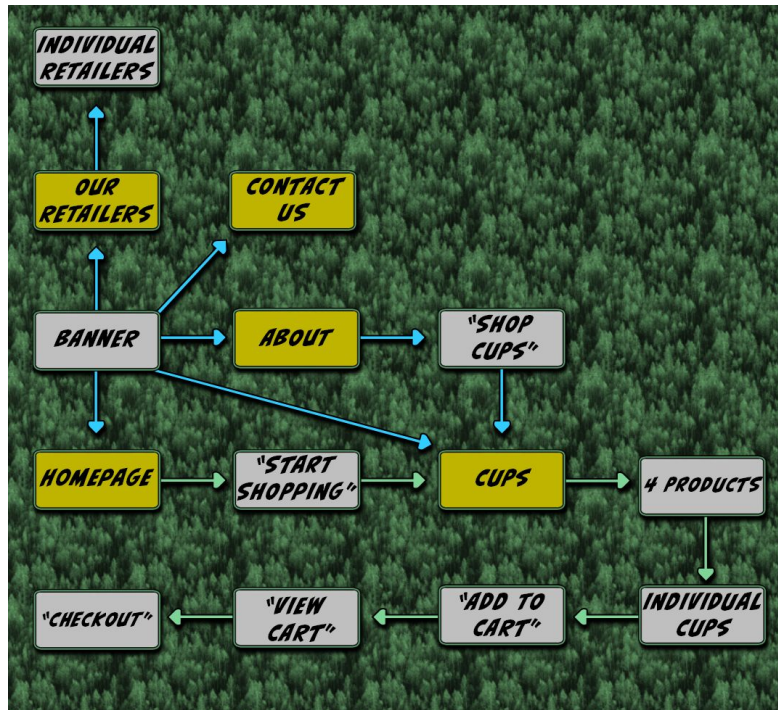 INDIVIDUAL
RETAILERS
OUR
RETAILERS
CONTACT
US
BANNER
ABOUT
"SHOP
CUPS"
HOMEPAGE
"START
SHOPPING"
CUPS
4 PRODUCTS
"CHECKOUT"
"VIEW
CART"
"ADD TO
CART"
INDIVIDUAL
CUPS